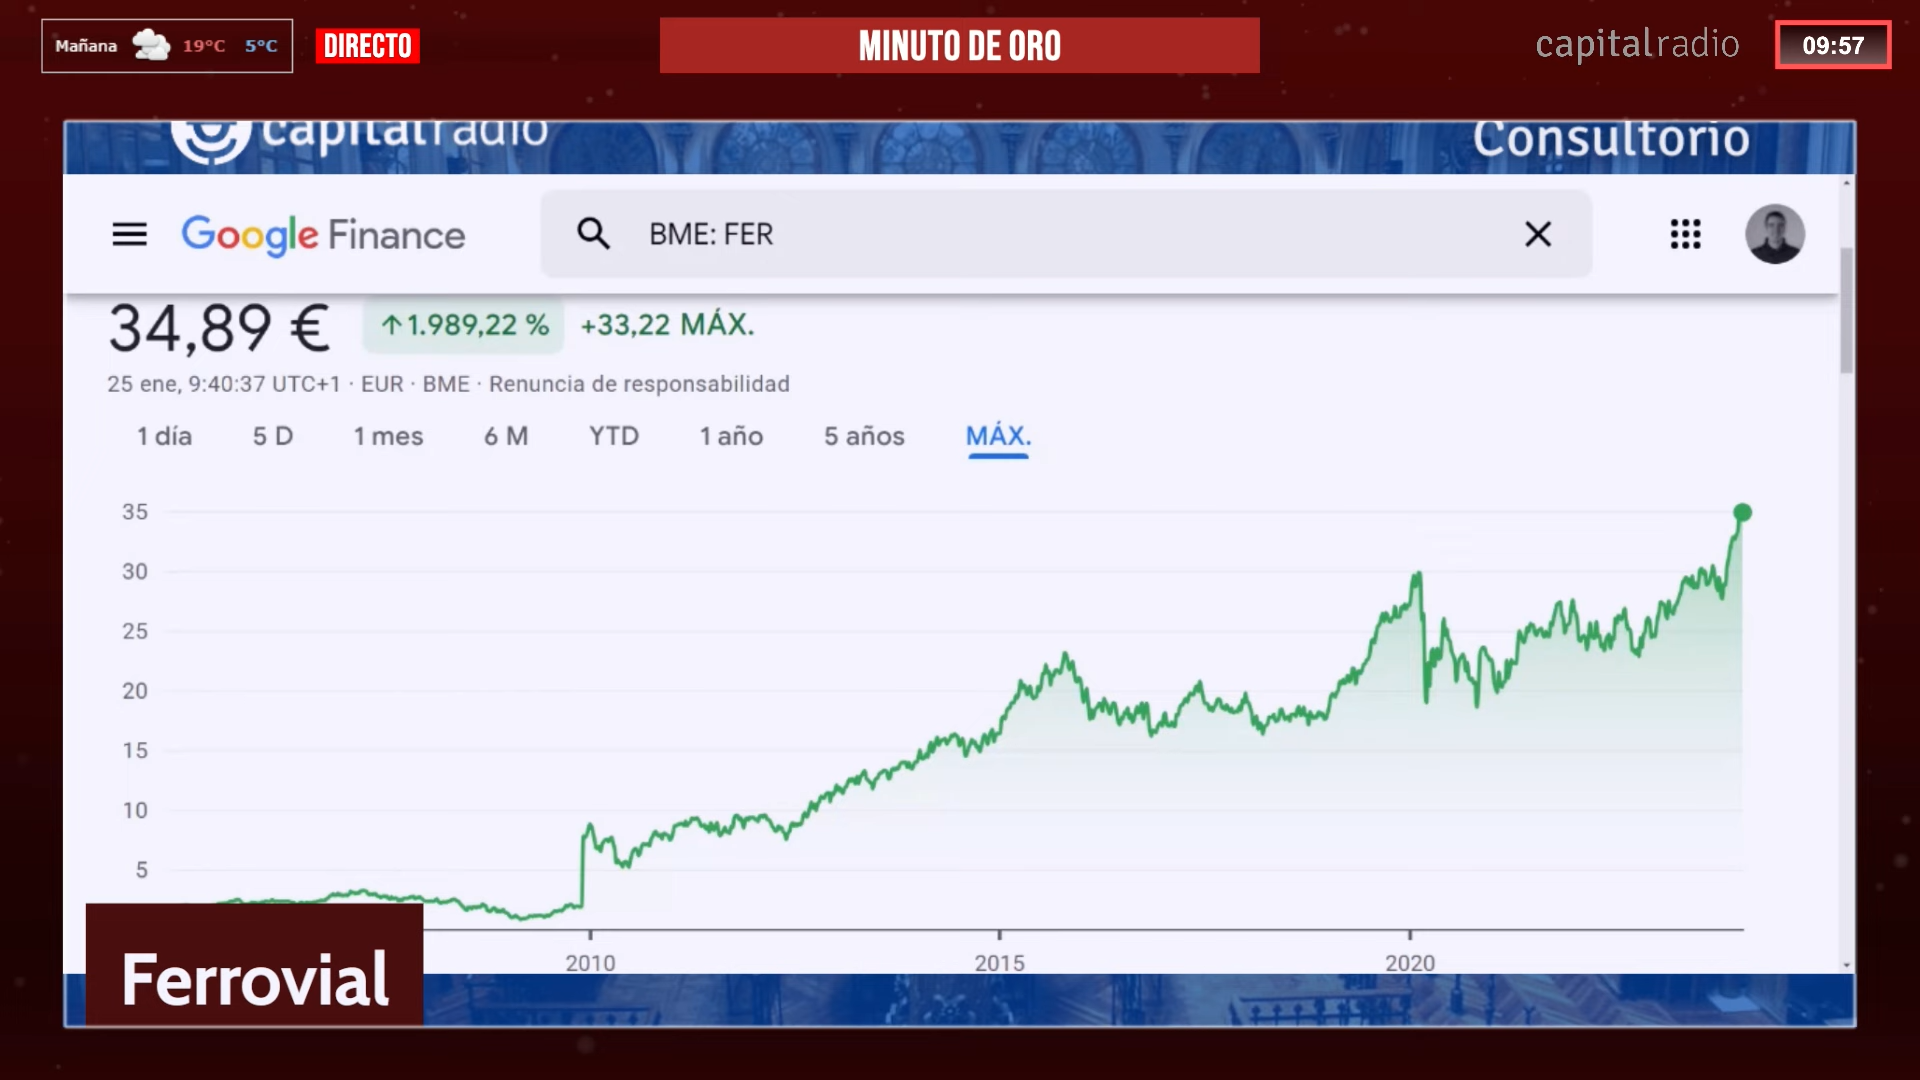 Mañana 19°C 5°C
DIRECTO
MINUTO DE ORO
capitalradio
09:57
capitalradio
Consultorio
Google Finance
BME: FER
34,89 €
↑1.989,22 %
+33,22 MÁX.
25 ene, 9:40:37 UTC+1 · EUR · BME · Renuncia de responsabilidad
1 día 5 D 1 mes 6 M YTD 1 año 5 años MÁX.
35
30
25
20
15
10
5
2010 2015 2020
Ferrovial